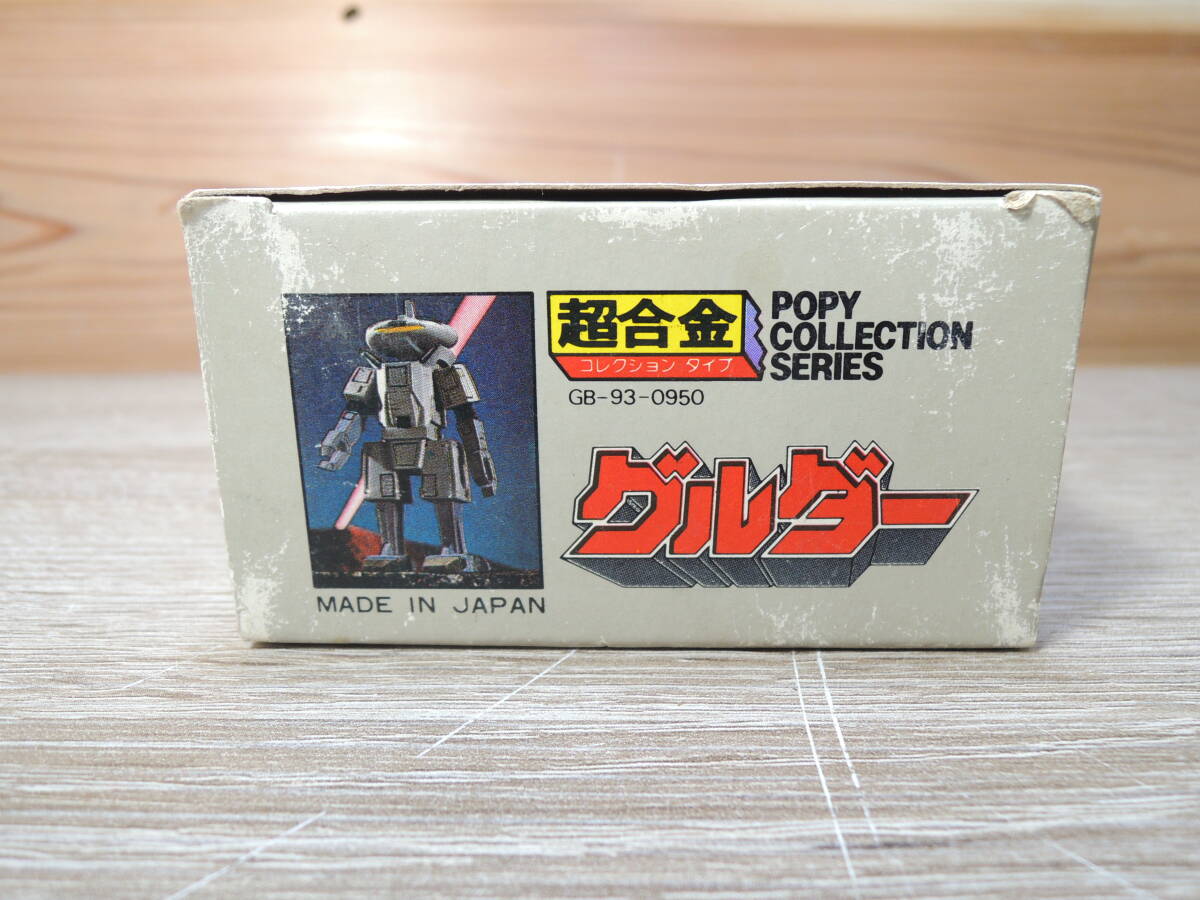 超合金
コレクション タイプ
POPY
COLLECTION
SERIES
GB-93-0950
グルダー
MADE IN JAPAN